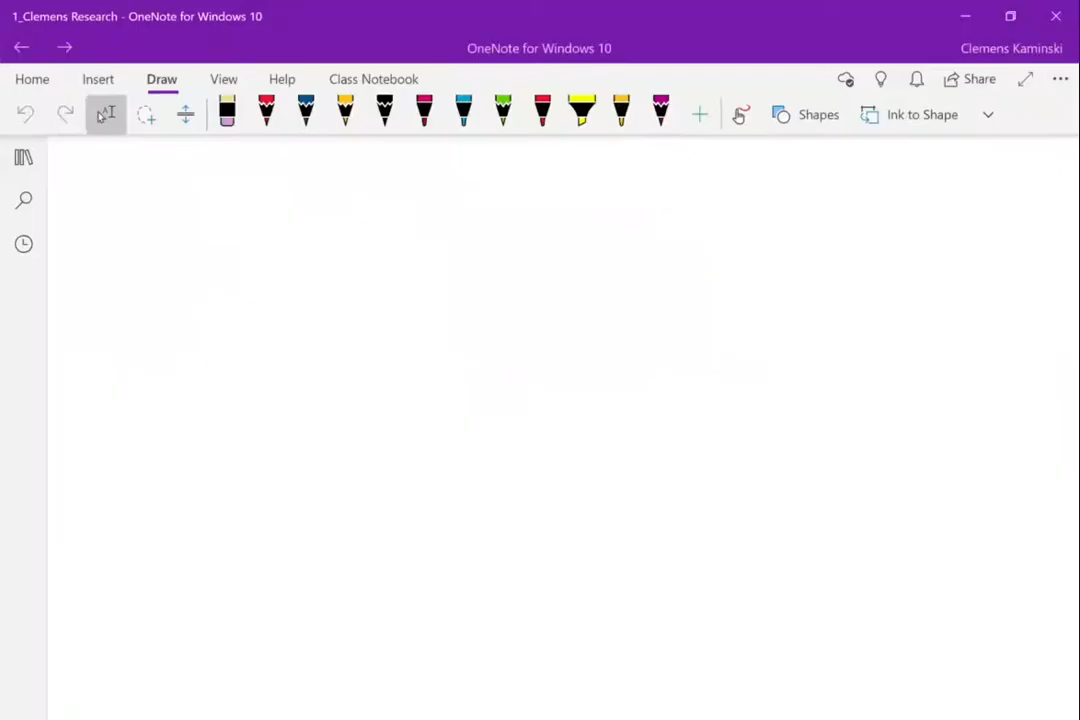 1_Clemens Research - OneNote for Windows 10
OneNote for Windows 10
Clemens Kaminski
Home Insert Draw View Help Class Notebook Share
Shapes Ink to Shape